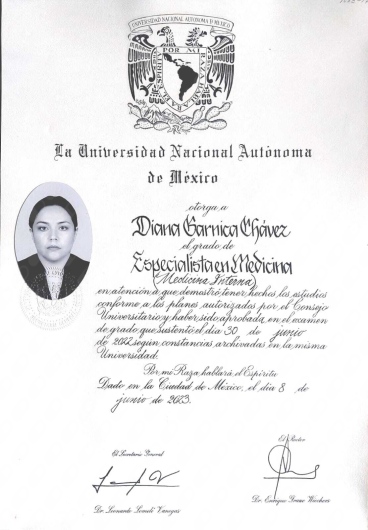 UNIVERSIDAD NACIONAL AUTONOMA DE MEXICO
POR MI
La Universidad Nacional Autónoma
de México
otorga a
Diana Garnica Chávez
el grado de
Especialista en Medicina
(Medicina Interna)
en atención a que demostró tener hechos los estudios
conforme a los planes autorizados por el Consejo
Universitario y haber sido aprobada en el examen
de grado que sustentó el día 30 de junio
de 2022, según constancias archivadas en la misma
Universidad.
Por mi Raza hablará el Espíritu
Dado en la Ciudad de México, el día 8 de
junio de 2023.
El Secretario General
El Rector
Dr. Leonardo Lomelí Vanegas
Dr. Enrique Graue Wiechers